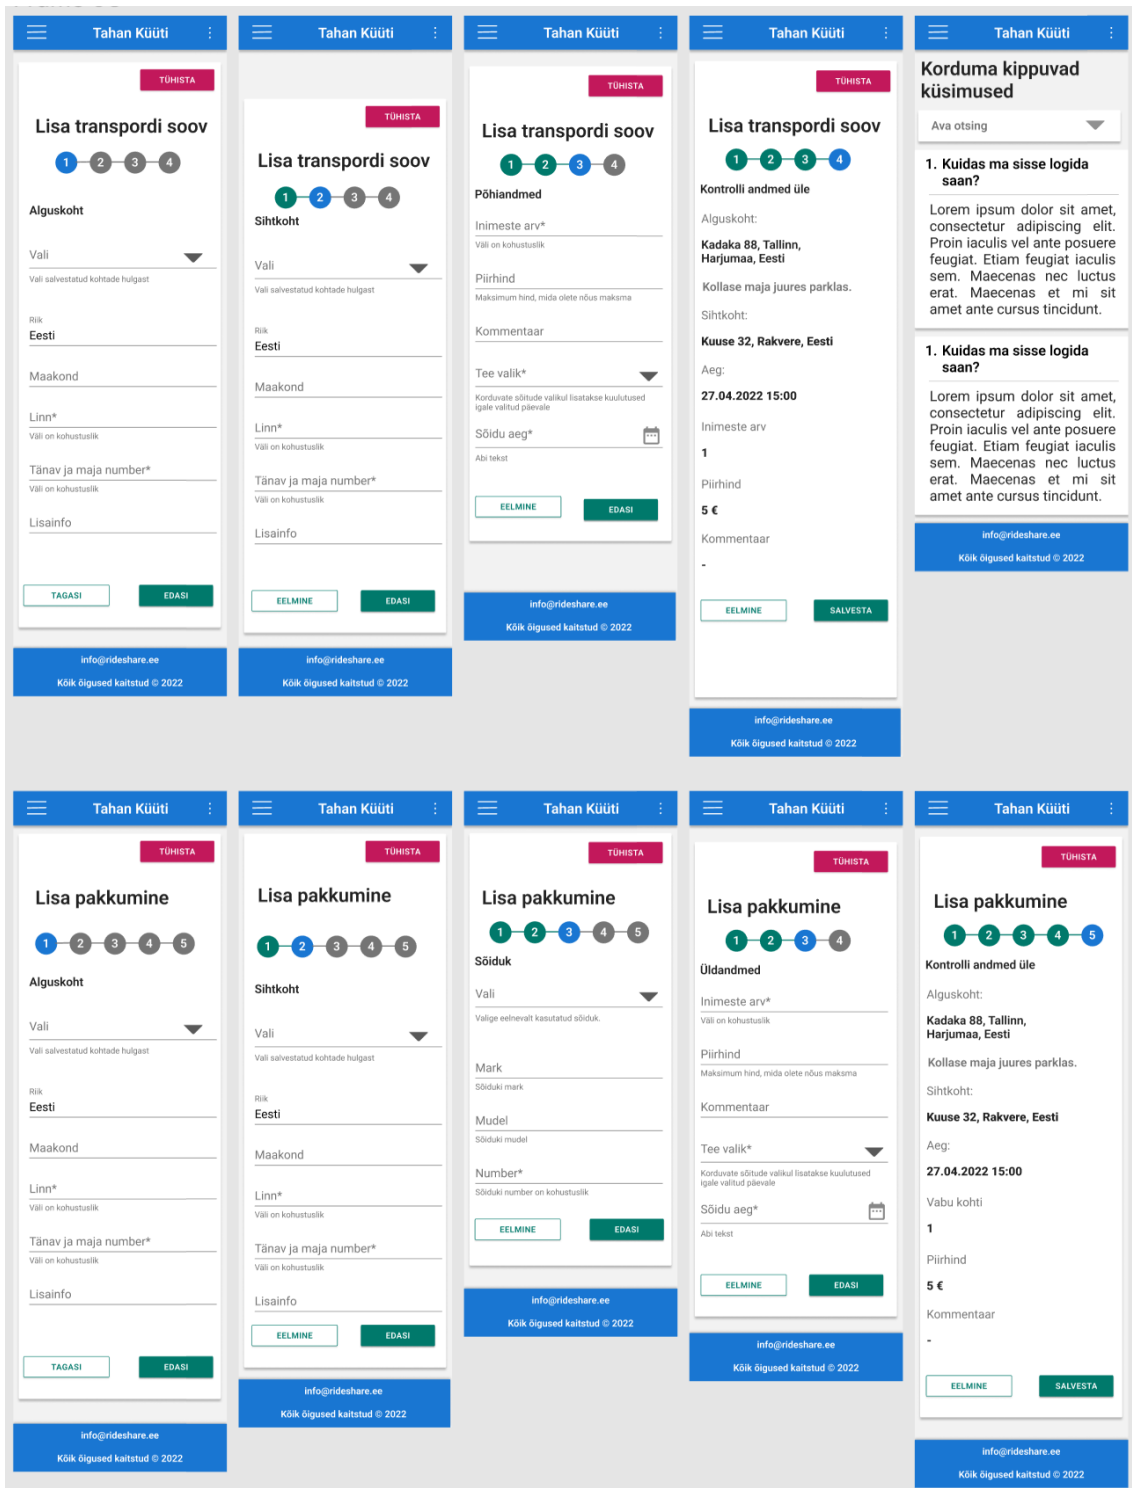 Tahan Küüti
TÜHISTA
Lisa transpordi soov
1 2 3 4
Alguskoht
Vali
Vali salvestatud kohtade hulgast
Riik
Eesti
Maakond
Linn*
Väli on kohustuslik
Tänav ja maja number*
Väli on kohustuslik
Lisainfo
TAGASI EDASI
info@rideshare.ee
Kõik õigused kaitstud © 2022
Tahan Küüti
TÜHISTA
Lisa transpordi soov
1 2 3 4
Sihtkoht
Vali
Vali salvestatud kohtade hulgast
Riik
Eesti
Maakond
Linn*
Väli on kohustuslik
Tänav ja maja number*
Väli on kohustuslik
Lisainfo
EELMINE EDASI
info@rideshare.ee
Kõik õigused kaitstud © 2022
Tahan Küüti
TÜHISTA
Lisa transpordi soov
1 2 3 4
Põhiandmed
Inimeste arv*
Väli on kohustuslik
Piirhind
Maksimum hind, mida olete nõus maksma
Kommentaar
Tee valik*
Korduvate sõitude valikul lisatakse kuulutused
igale valitud päevale
Sõidu aeg*
Abi tekst
EELMINE EDASI
info@rideshare.ee
Kõik õigused kaitstud © 2022
Tahan Küüti
TÜHISTA
Lisa transpordi soov
1 2 3 4
Kontrolli andmed üle
Alguskoht:
Kadaka 88, Tallinn,
Harjumaa, Eesti
Kollase maja juures parklas.
Sihtkoht:
Kuuse 32, Rakvere, Eesti
Aeg:
27.04.2022 15:00
Inimeste arv
1
Piirhind
5 €
Kommentaar
-
EELMINE SALVESTA
info@rideshare.ee
Kõik õigused kaitstud © 2022
Tahan Küüti
Korduma kippuvad
küsimused
Ava otsing
1. Kuidas ma sisse logida
saan?
Lorem ipsum dolor sit amet,
consectetur adipiscing elit.
Proin iaculis vel ante posuere
feugiat. Etiam feugiat iaculis
sem. Maecenas nec luctus
erat. Maecenas et mi sit
amet ante cursus tincidunt.
1. Kuidas ma sisse logida
saan?
Lorem ipsum dolor sit amet,
consectetur adipiscing elit.
Proin iaculis vel ante posuere
feugiat. Etiam feugiat iaculis
sem. Maecenas nec luctus
erat. Maecenas et mi sit
amet ante cursus tincidunt.
info@rideshare.ee
Kõik õigused kaitstud © 2022
Tahan Küüti
TÜHISTA
Lisa pakkumine
1 2 3 4 5
Alguskoht
Vali
Vali salvestatud kohtade hulgast
Riik
Eesti
Maakond
Linn*
Väli on kohustuslik
Tänav ja maja number*
Väli on kohustuslik
Lisainfo
TAGASI EDASI
info@rideshare.ee
Kõik õigused kaitstud © 2022
Tahan Küüti
TÜHISTA
Lisa pakkumine
1 2 3 4 5
Sihtkoht
Vali
Vali salvestatud kohtade hulgast
Riik
Eesti
Maakond
Linn*
Väli on kohustuslik
Tänav ja maja number*
Väli on kohustuslik
Lisainfo
EELMINE EDASI
info@rideshare.ee
Kõik õigused kaitstud © 2022
Tahan Küüti
TÜHISTA
Lisa pakkumine
1 2 3 4 5
Sõiduk
Vali
Valige eelnevalt kasutatud sõiduk.
Mark
Sõiduki mark
Mudel
Sõiduki mudel
Number*
Sõiduki number on kohustuslik
EELMINE EDASI
info@rideshare.ee
Kõik õigused kaitstud © 2022
Tahan Küüti
TÜHISTA
Lisa pakkumine
1 2 3 4
Üldandmed
Inimeste arv*
Väli on kohustuslik
Piirhind
Maksimum hind, mida olete nõus maksma
Kommentaar
Tee valik*
Korduvate sõitude valikul lisatakse kuulutused
igale valitud päevale
Sõidu aeg*
Abi tekst
EELMINE EDASI
info@rideshare.ee
Kõik õigused kaitstud © 2022
Tahan Küüti
TÜHISTA
Lisa pakkumine
1 2 3 4 5
Kontrolli andmed üle
Alguskoht:
Kadaka 88, Tallinn,
Harjumaa, Eesti
Kollase maja juures parklas.
Sihtkoht:
Kuuse 32, Rakvere, Eesti
Aeg:
27.04.2022 15:00
Vabu kohti
1
Piirhind
5 €
Kommentaar
-
EELMINE SALVESTA
info@rideshare.ee
Kõik õigused kaitstud © 2022